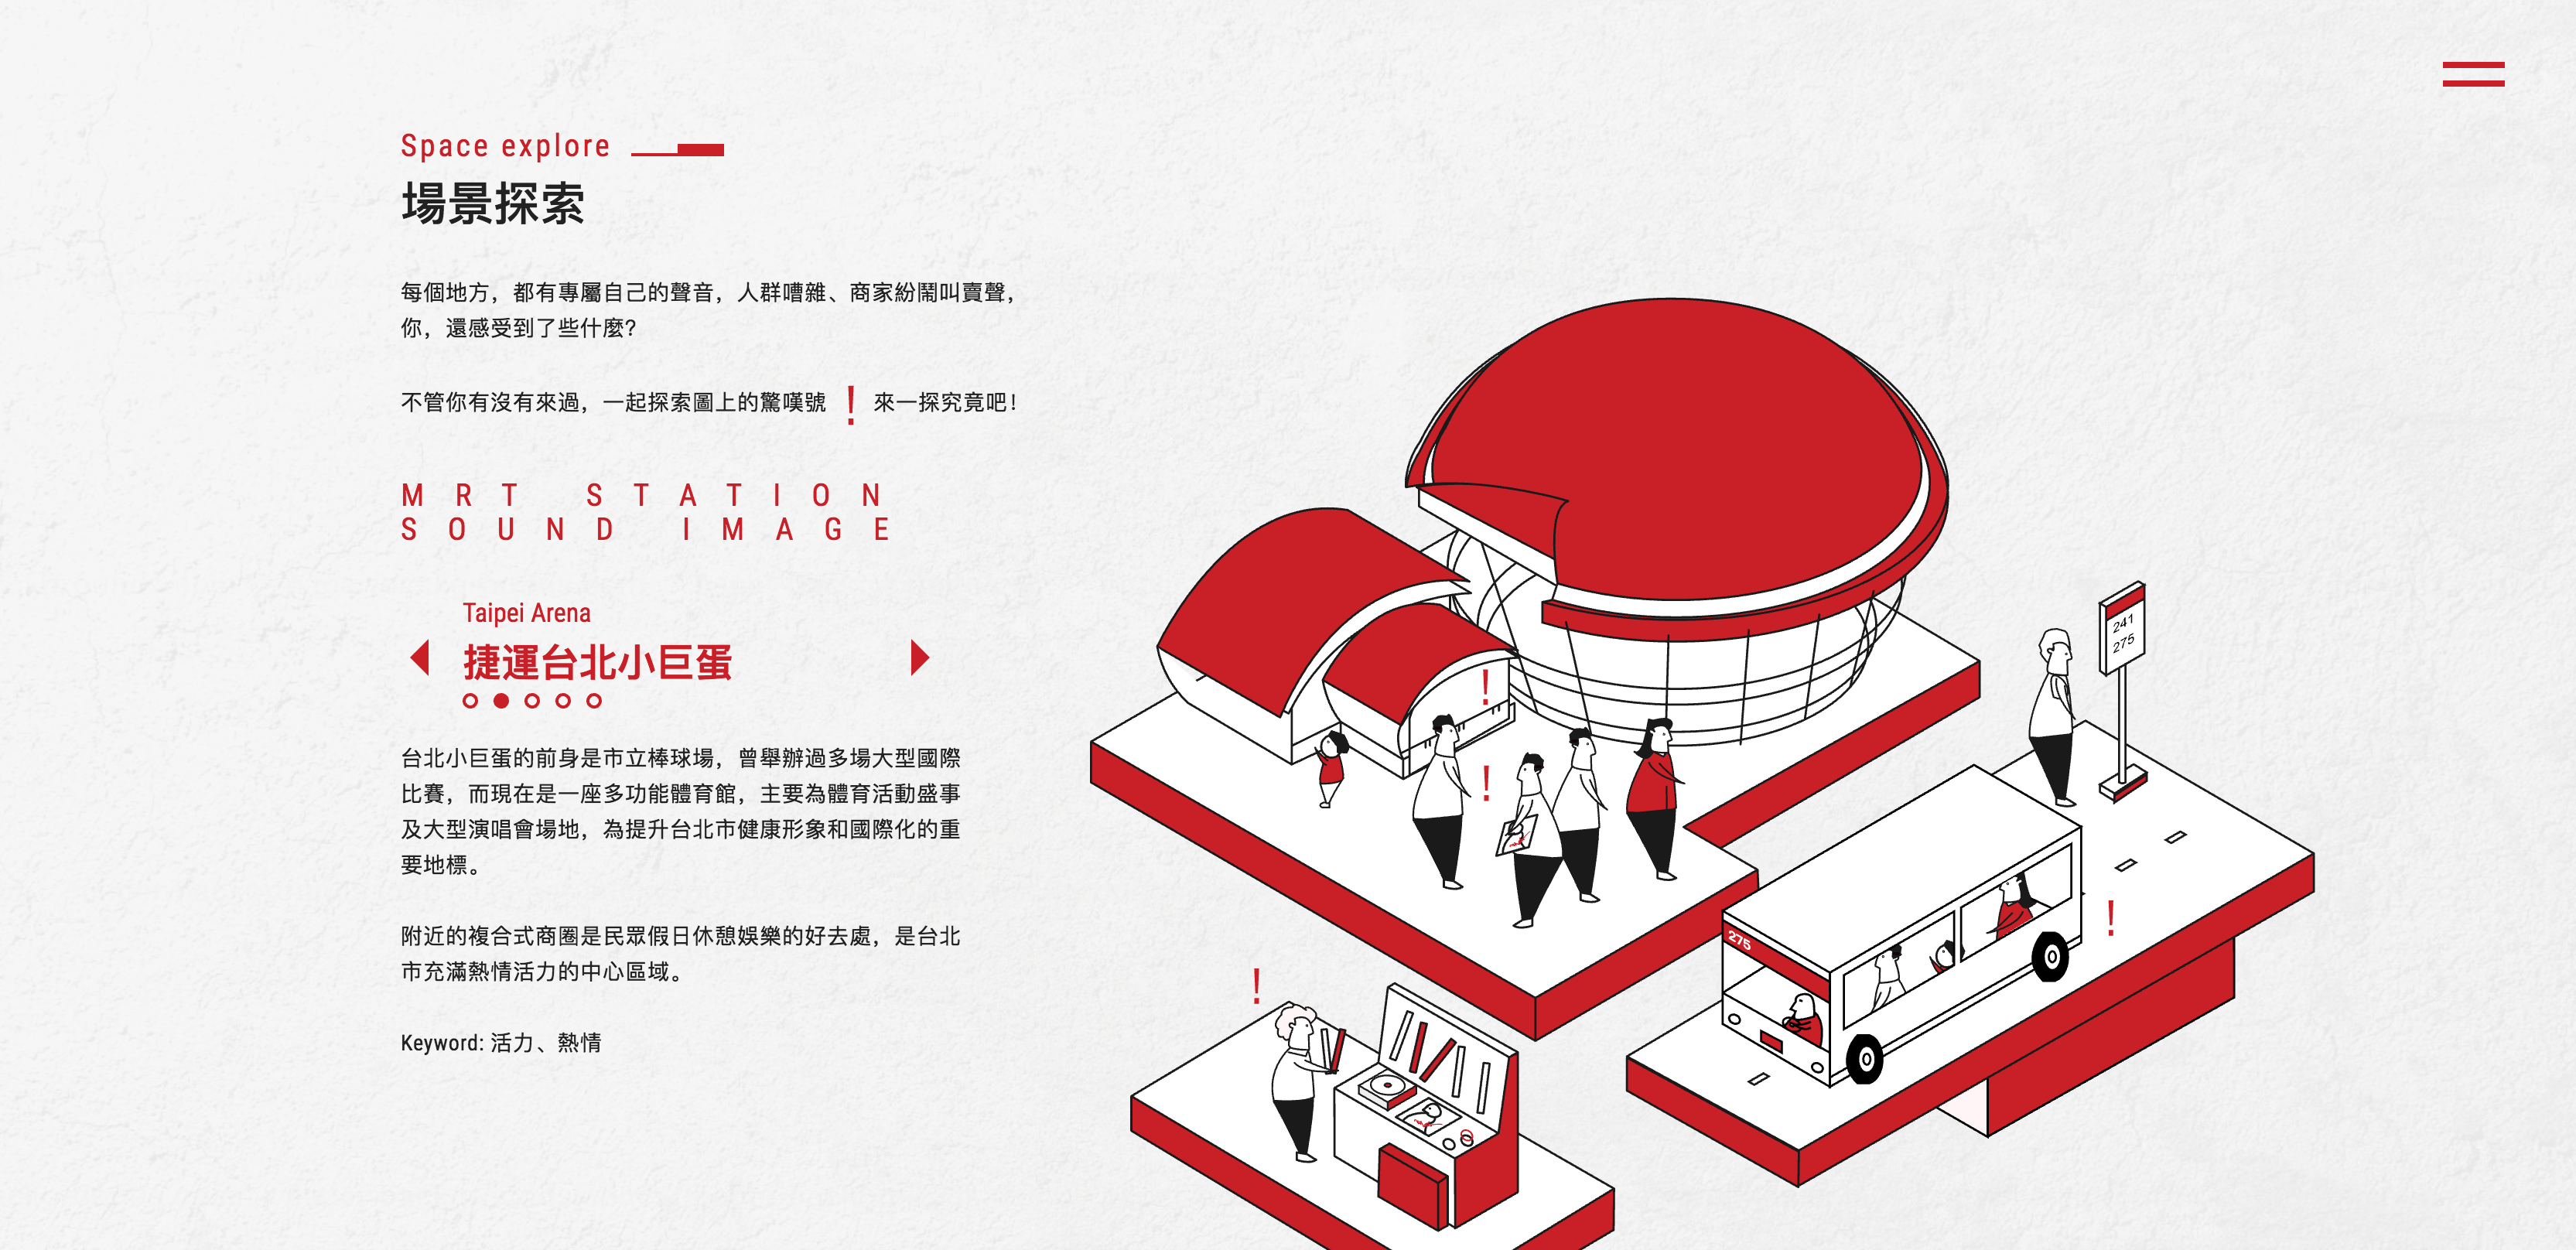 Space explore
場景探索
每個地方，都有專屬自己的聲音，人群嘈雜、商家紛鬧叫賣聲，
你，還感受到了些什麼?
不管你有沒有來過，一起探索圖上的驚嘆號 ! 來一探究竟吧!
MRT STATION
SOUND IMAGE
Taipei Arena
捷運台北小巨蛋
台北小巨蛋的前身是市立棒球場，曾舉辦過多場大型國際
比賽，而現在是一座多功能體育館，主要為體育活動盛事
及大型演唱會場地，為提升台北市健康形象和國際化的重
要地標。
附近的複合式商圈是民眾假日休憩娛樂的好去處，是台北
市充滿熱情活力的中心區域。
Keyword: 活力、熱情
241
275
!
!
275
!
!